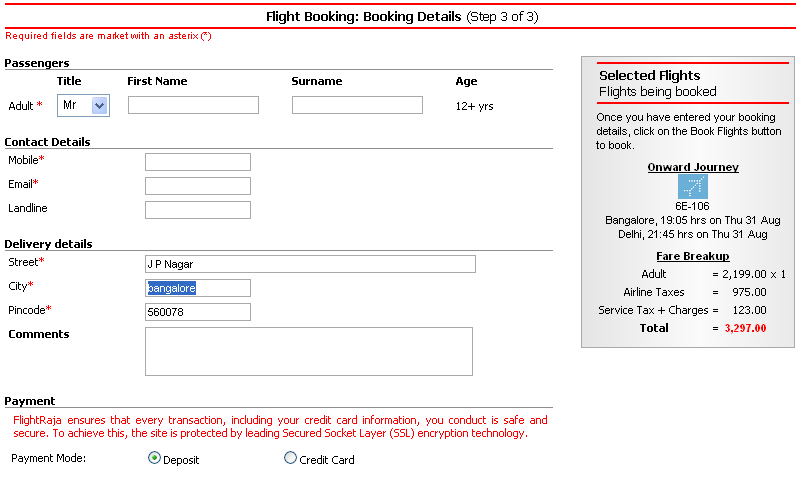 Flight Booking: Booking Details (Step 3 of 3)
Required fields are market with an asterix (*)
Passengers
Title First Name Surname Age
Adult * Mr 12+ yrs
Contact Details
Mobile*
Email*
Landline
Delivery details
Street* J P Nagar
City* bangalore
Pincode* 560078
Comments
Payment
FlightRaja ensures that every transaction, including your credit card information, you conduct is safe and
secure. To achieve this, the site is protected by leading Secured Socket Layer (SSL) encryption technology.
Payment Mode: Deposit Credit Card
Selected Flights
Flights being booked
Once you have entered your booking
details, click on the Book Flights button
to book.
Onward Journey
6E-106
Bangalore, 19:05 hrs on Thu 31 Aug
Delhi, 21:45 hrs on Thu 31 Aug
Fare Breakup
Adult = 2,199.00 x 1
Airline Taxes = 975.00
Service Tax + Charges = 123.00
Total = 3,297.00